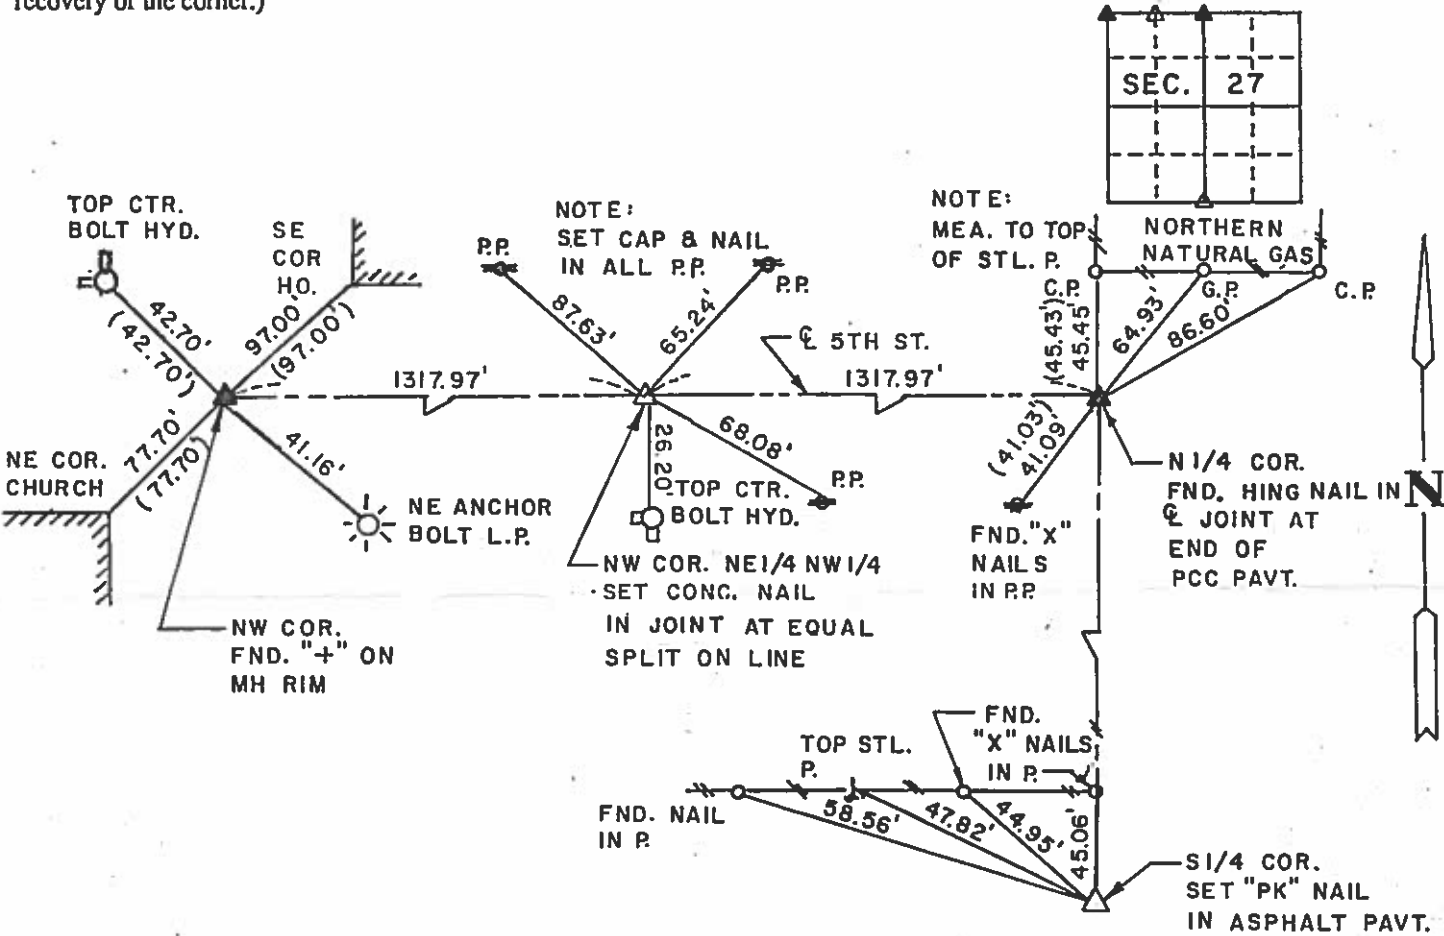 recovery of the corner.)
SEC. 27
TOP CTR.
BOLT HYD.
SE
COR
HO.
42.70'
(42.70')
97.00'
(97.00')
77.70'
(77.70')
41.16'
NE COR.
CHURCH
NE ANCHOR
BOLT L.P.
NW COR.
FND. "+" ON
MH RIM
1317.97'
NOTE:
SET CAP & NAIL
IN ALL P.P.
P.P.
P.P.
87.63'
65.24'
26.20
68.08'
P.P.
TOP CTR.
BOLT HYD.
NW COR. NE1/4 NW1/4
SET CONC. NAIL
IN JOINT AT EQUAL
SPLIT ON LINE
℄ 5TH ST.
1317.97'
NOTE:
MEA. TO TOP
OF STL. P.
NORTHERN
NATURAL GAS
C.P.
G.P.
C.P.
(45.43')
45.45'
64.93'
86.60'
(41.03')
41.09'
FND. "X"
NAILS
IN P.P.
N 1/4 COR.
FND. HING NAIL IN
℄ JOINT AT
END OF
PCC PAVT.
N
TOP STL.
P.
FND.
"X" NAILS
IN P.
FND. NAIL
IN P.
58.56'
47.82'
44.95'
45.06'
S1/4 COR.
SET "PK" NAIL
IN ASPHALT PAVT.